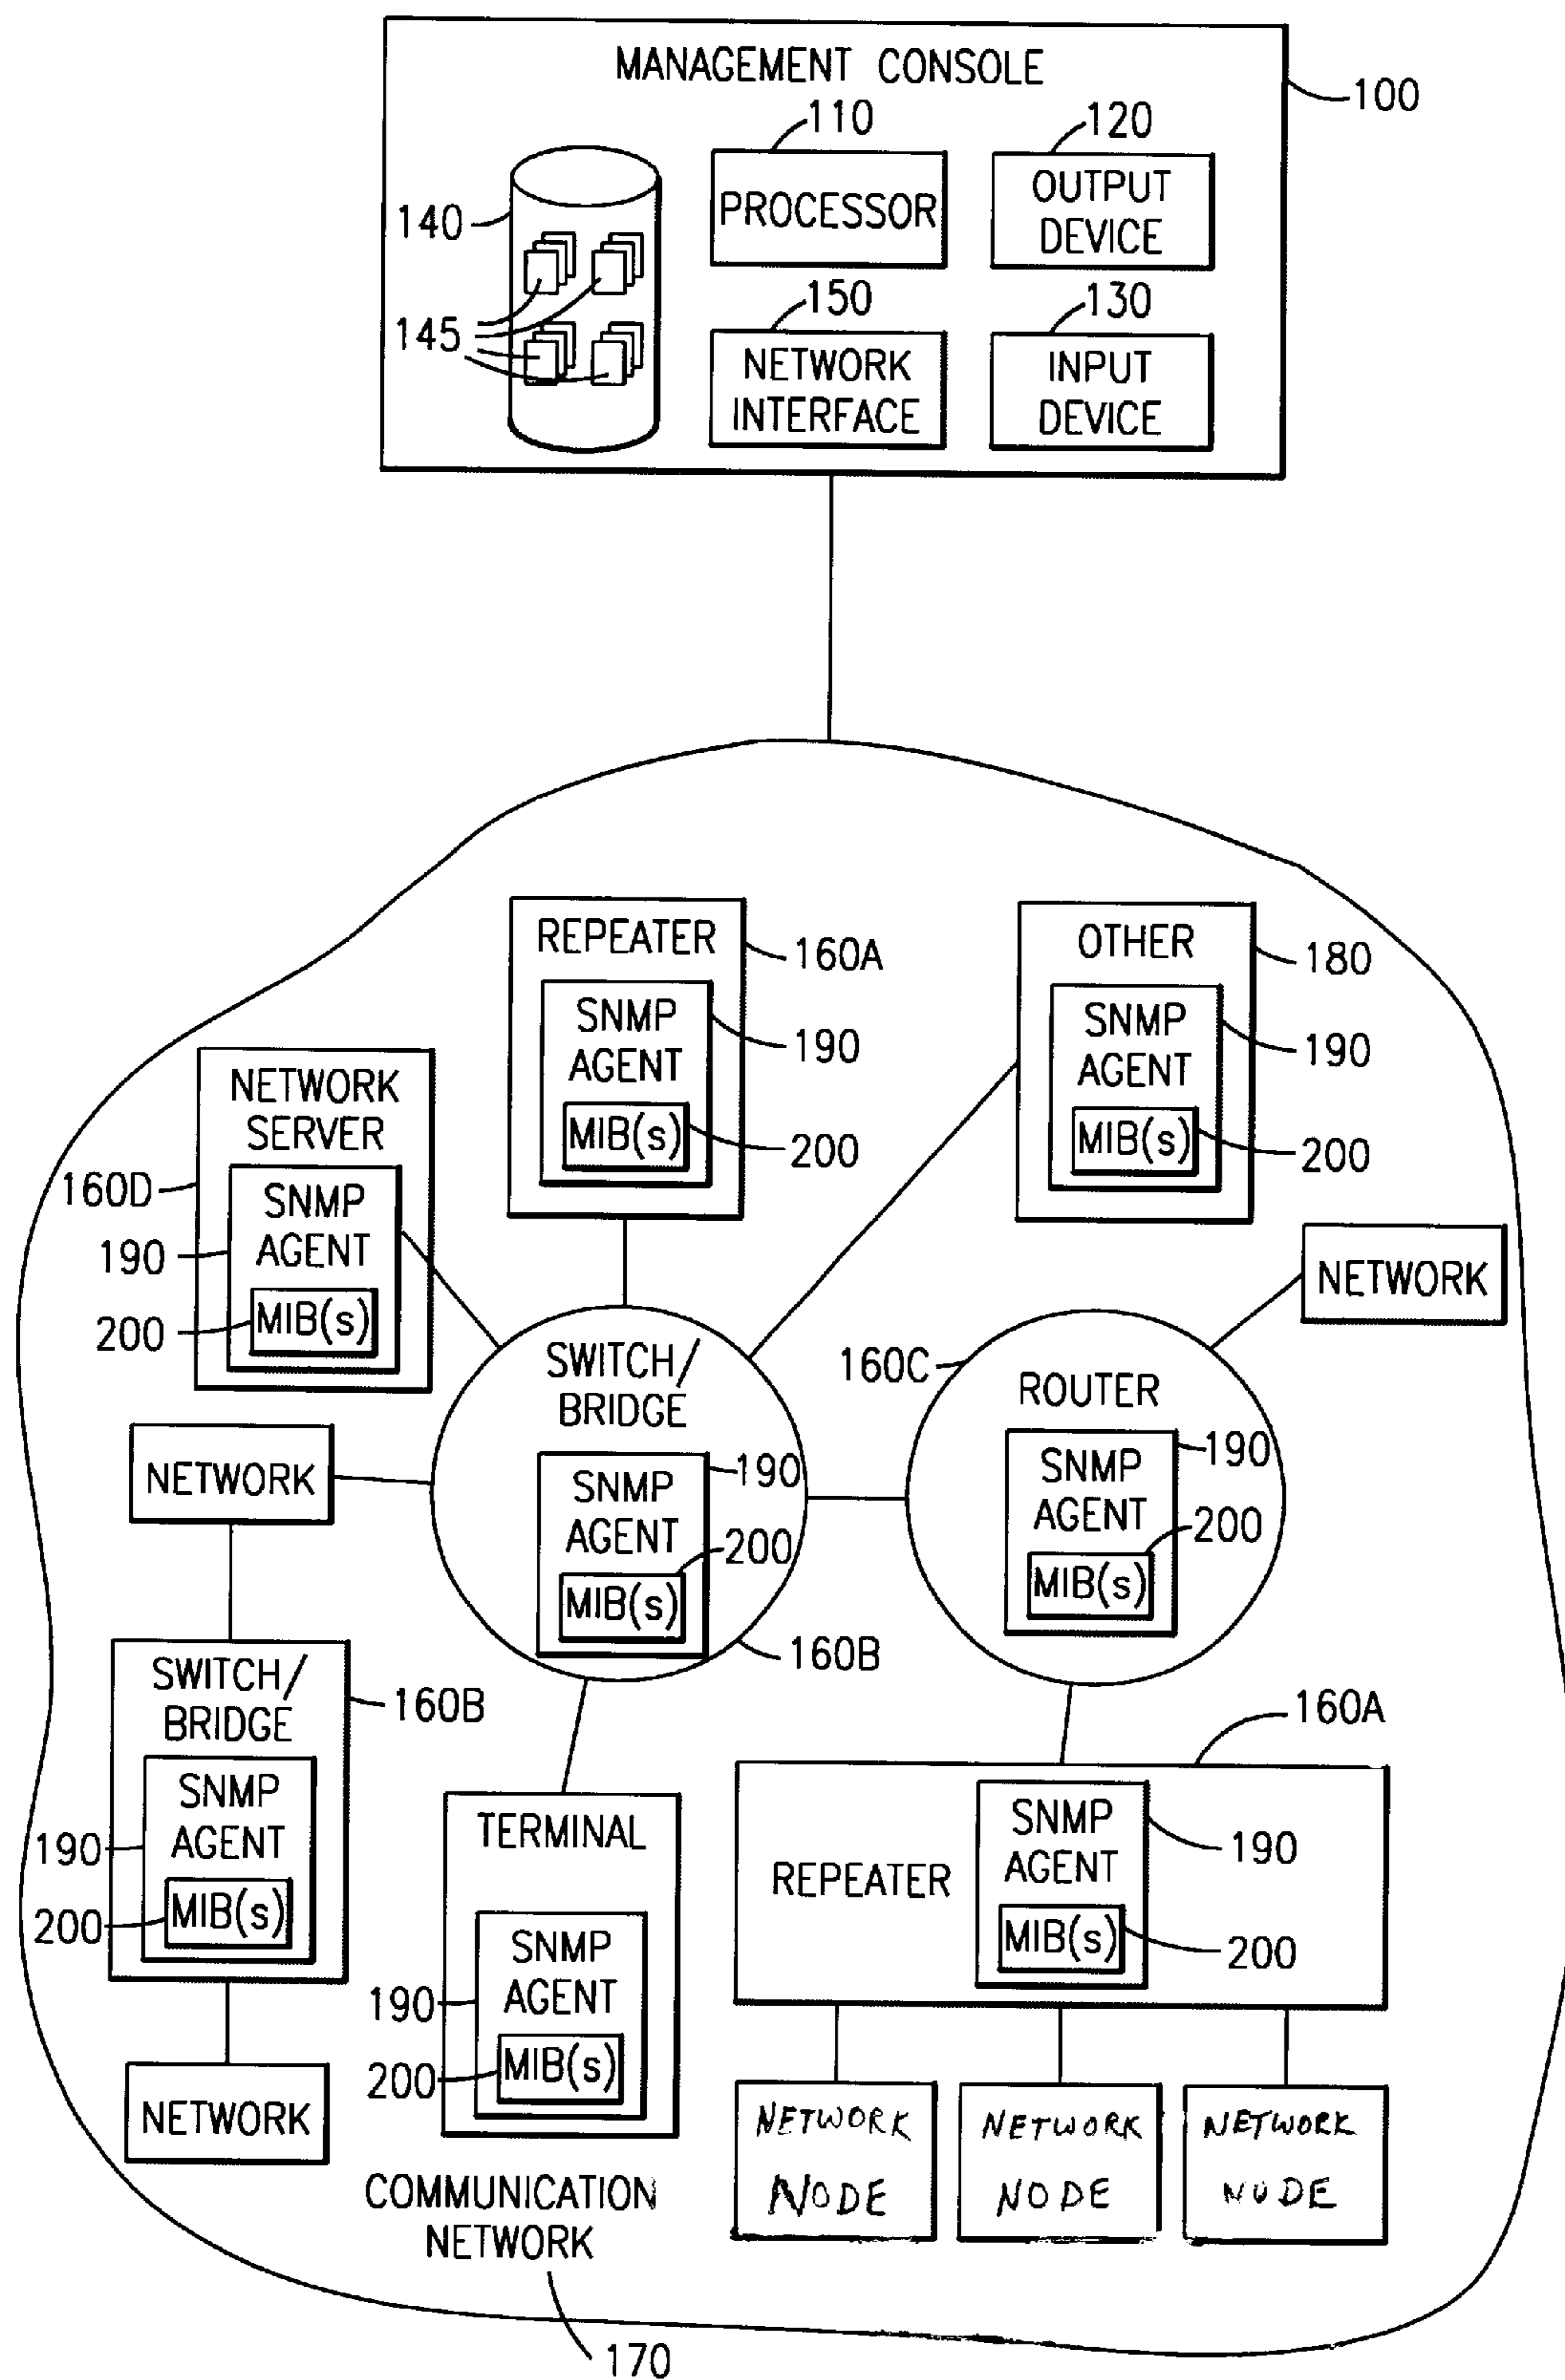 MANAGEMENT CONSOLE
100
110
120
140
PROCESSOR
OUTPUT
DEVICE
150
130
145
NETWORK
INTERFACE
INPUT
DEVICE
REPEATER
160A
SNMP
AGENT
190
MIB(s)
200
OTHER
180
SNMP
AGENT
190
MIB(s)
200
NETWORK
SERVER
160D
SNMP
AGENT
190
MIB(s)
200
NETWORK
SWITCH/
BRIDGE
190
SNMP
AGENT
200
MIB(s)
160B
160C
ROUTER
190
SNMP
AGENT
200
MIB(s)
NETWORK
SWITCH/
BRIDGE
160B
SNMP
AGENT
190
MIB(s)
200
NETWORK
TERMINAL
SNMP
AGENT
190
MIB(s)
200
160A
REPEATER
SNMP
AGENT
190
MIB(s)
200
NETWORK
NODE
NETWORK
NODE
NETWORK
NODE
COMMUNICATION
NETWORK
170